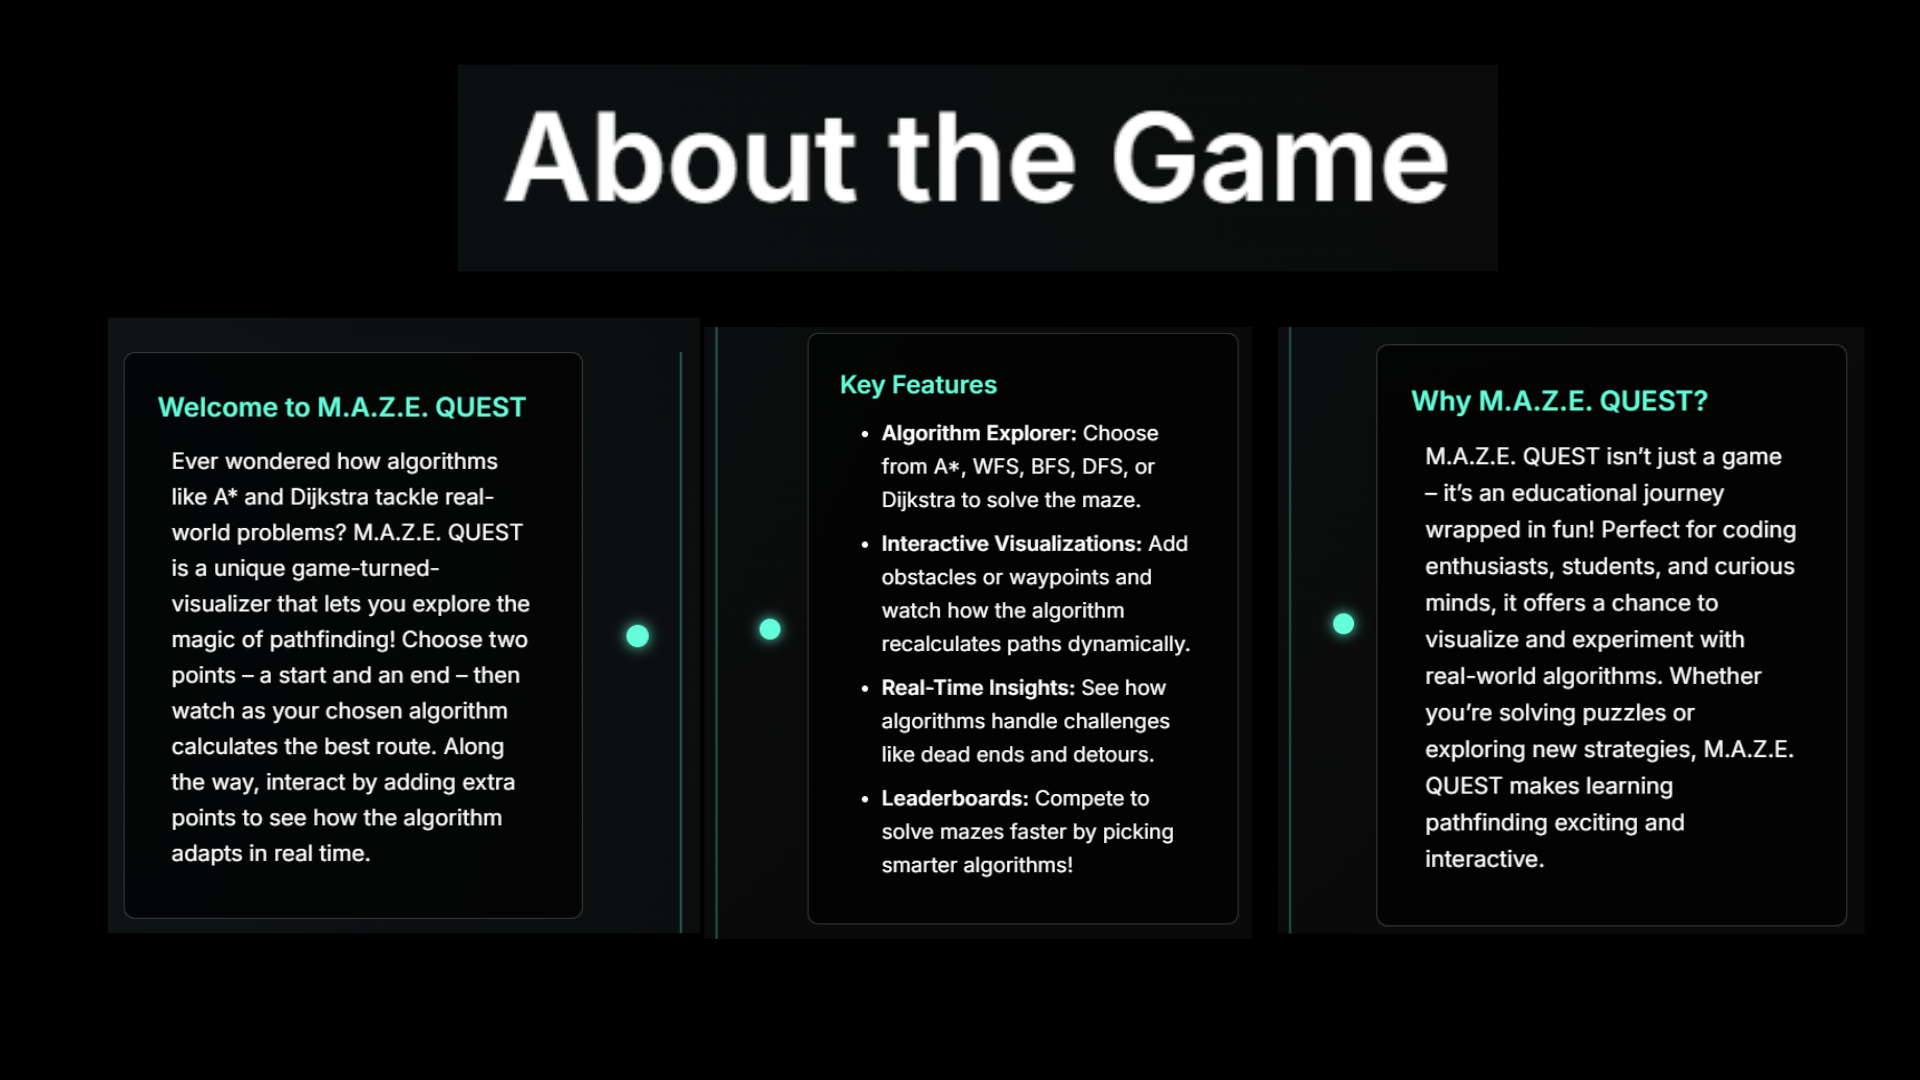 About the Game
Welcome to M.A.Z.E. QUEST
Ever wondered how algorithms
like A* and Dijkstra tackle real-
world problems? M.A.Z.E. QUEST
is a unique game-turned-
visualizer that lets you explore the
magic of pathfinding! Choose two
points – a start and an end – then
watch as your chosen algorithm
calculates the best route. Along
the way, interact by adding extra
points to see how the algorithm
adapts in real time.
Key Features
• Algorithm Explorer: Choose
from A*, WFS, BFS, DFS, or
Dijkstra to solve the maze.
• Interactive Visualizations: Add
obstacles or waypoints and
watch how the algorithm
recalculates paths dynamically.
• Real-Time Insights: See how
algorithms handle challenges
like dead ends and detours.
• Leaderboards: Compete to
solve mazes faster by picking
smarter algorithms!
Why M.A.Z.E. QUEST?
M.A.Z.E. QUEST isn’t just a game
– it’s an educational journey
wrapped in fun! Perfect for coding
enthusiasts, students, and curious
minds, it offers a chance to
visualize and experiment with
real-world algorithms. Whether
you’re solving puzzles or
exploring new strategies, M.A.Z.E.
QUEST makes learning
pathfinding exciting and
interactive.